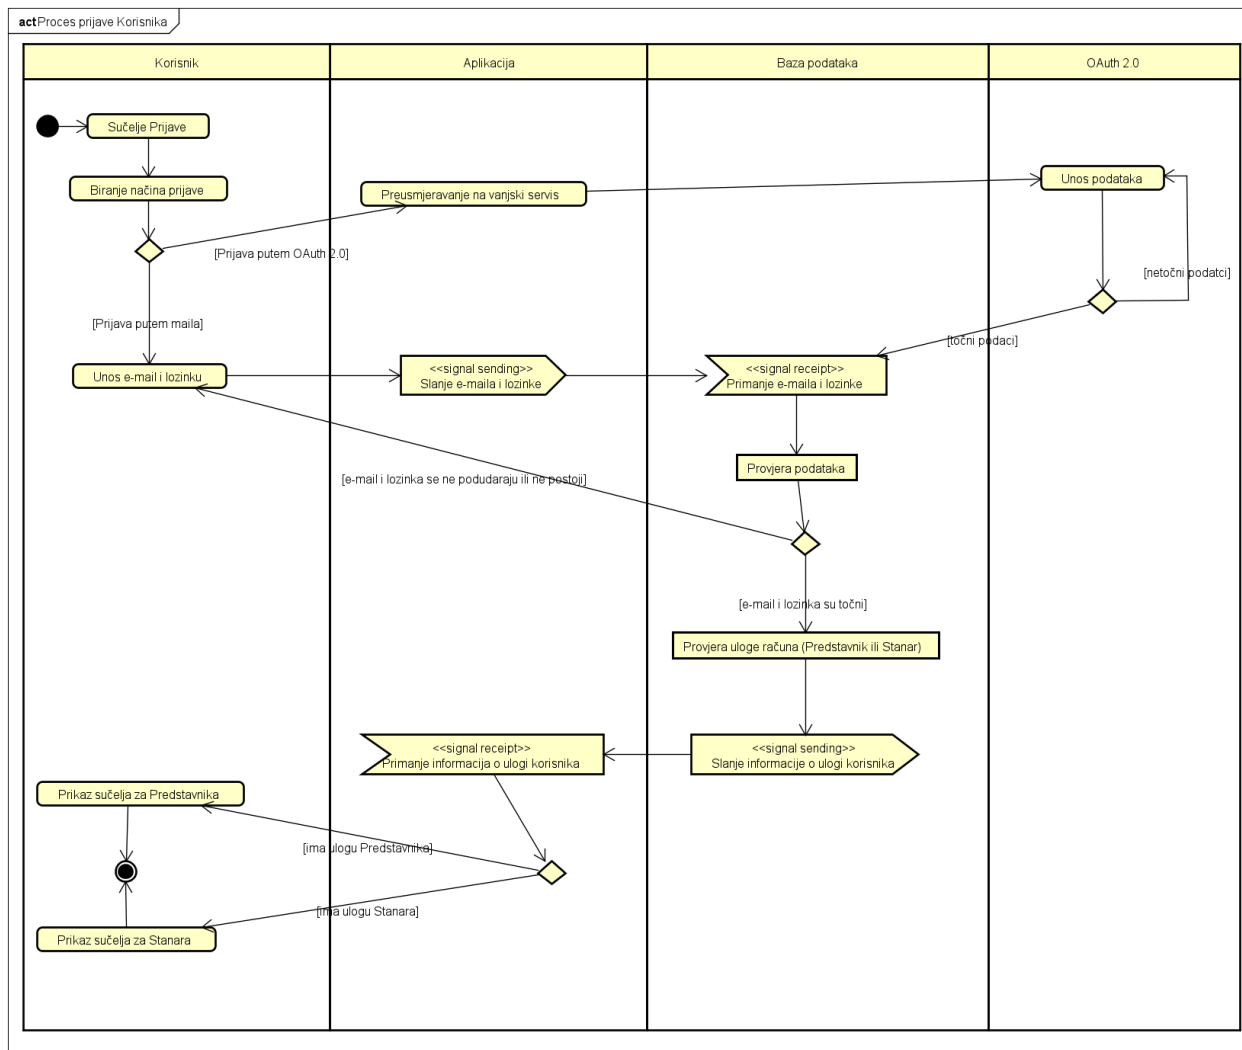 act Proces prijave Korisnika
Korisnik
Aplikacija
Baza podataka
OAuth 2.0
Sučelje Prijave
Biranje načina prijave
Preusmjeravanje na vanjski servis
Unos podataka
[Prijava putem OAuth 2.0]
[netočni podatci]
[Prijava putem maila]
[točni podaci]
Unos e-mail i lozinku
<<signal sending>>
Slanje e-maila i lozinke
<<signal receipt>>
Primanje e-maila i lozinke
Provjera podataka
[e-mail i lozinka se ne podudaraju ili ne postoji]
[e-mail i lozinka su točni]
Provjera uloge računa (Predstavnik ili Stanar)
<<signal receipt>>
Primanje informacija o ulogi korisnika
<<signal sending>>
Slanje informacije o ulogi korisnika
Prikaz sučelja za Predstavnika
[ima ulogu Predstavnika]
[ima ulogu Stanara]
Prikaz sučelja za Stanara